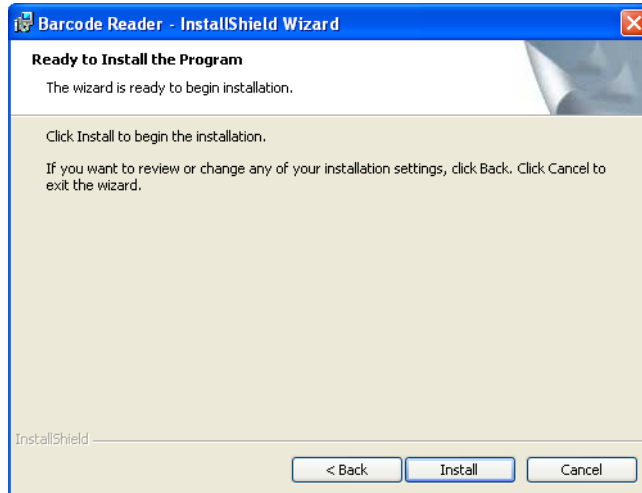 Barcode Reader - InstallShield Wizard
Ready to Install the Program
The wizard is ready to begin installation.
Click Install to begin the installation.
If you want to review or change any of your installation settings, click Back. Click Cancel to
exit the wizard.
InstallShield
< Back Install Cancel